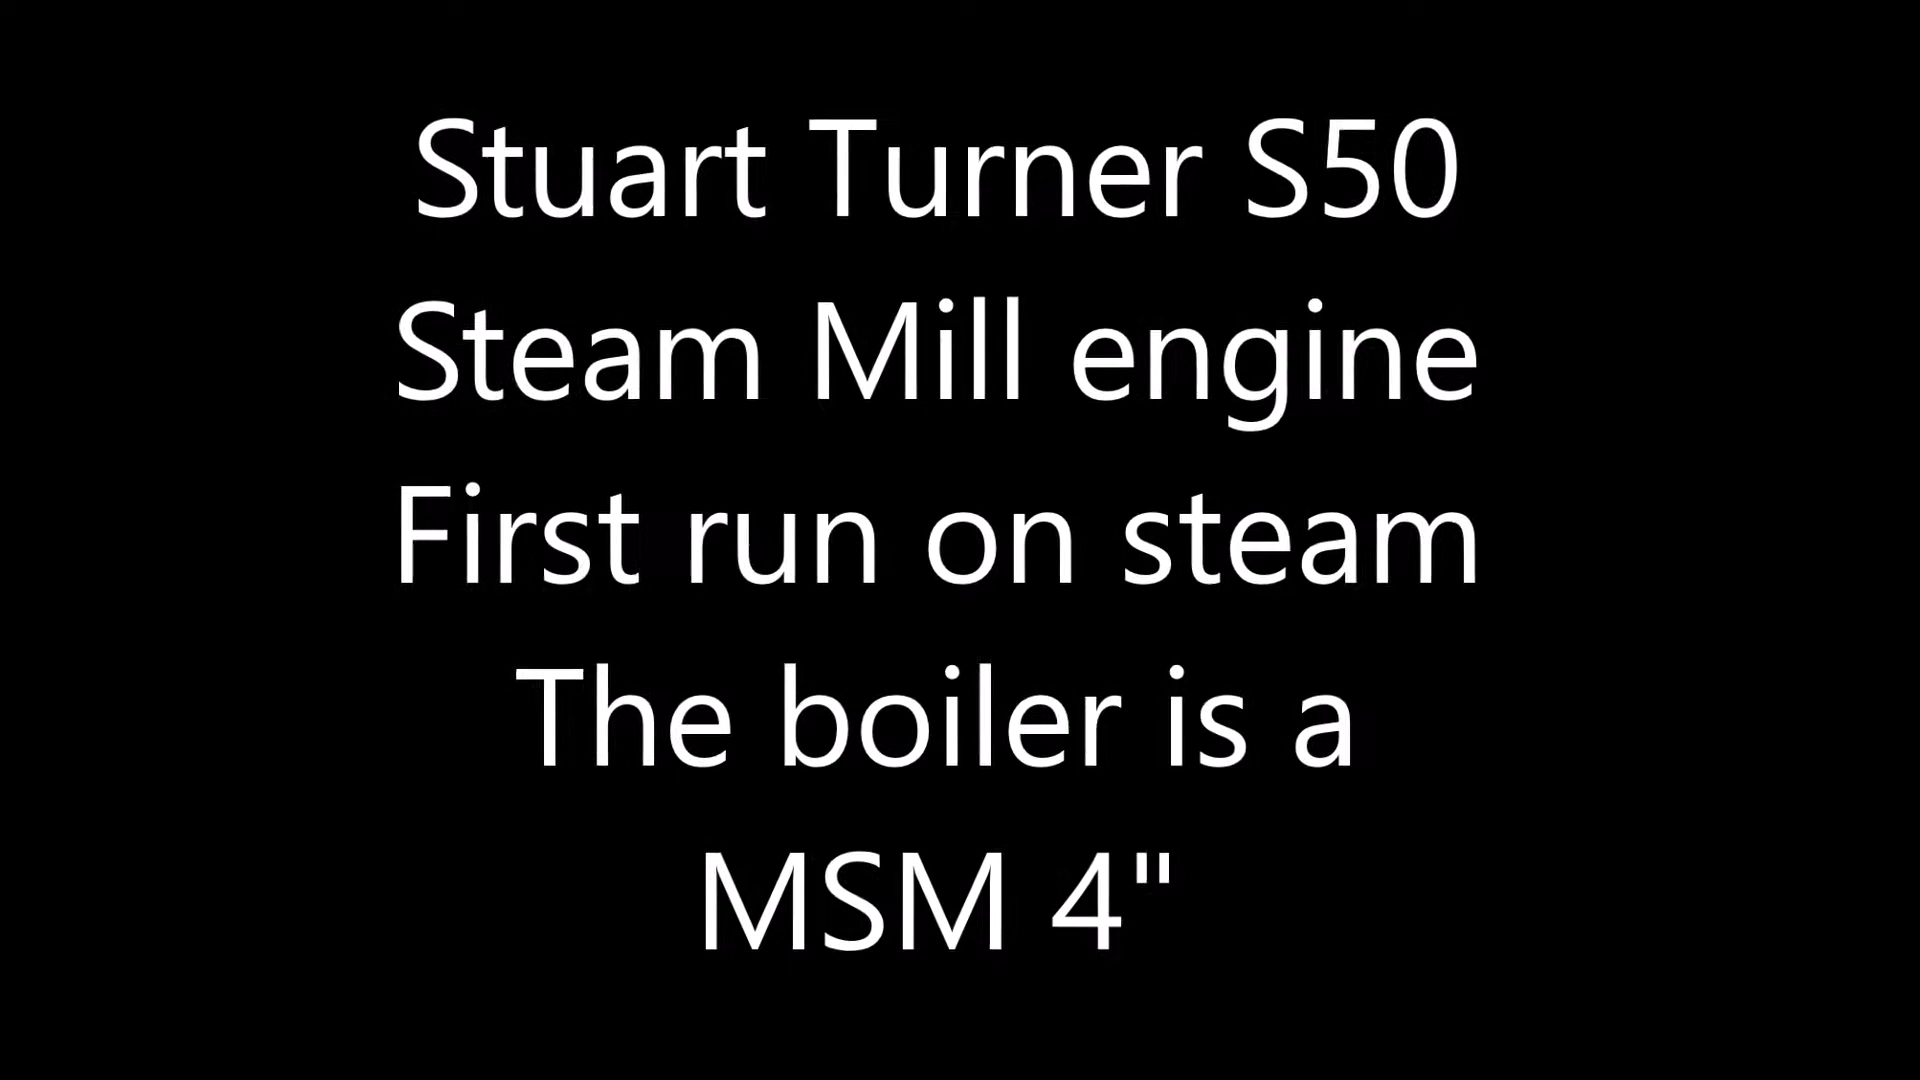 Stuart Turner S50
Steam Mill engine
First run on steam
The boiler is a
MSM 4"